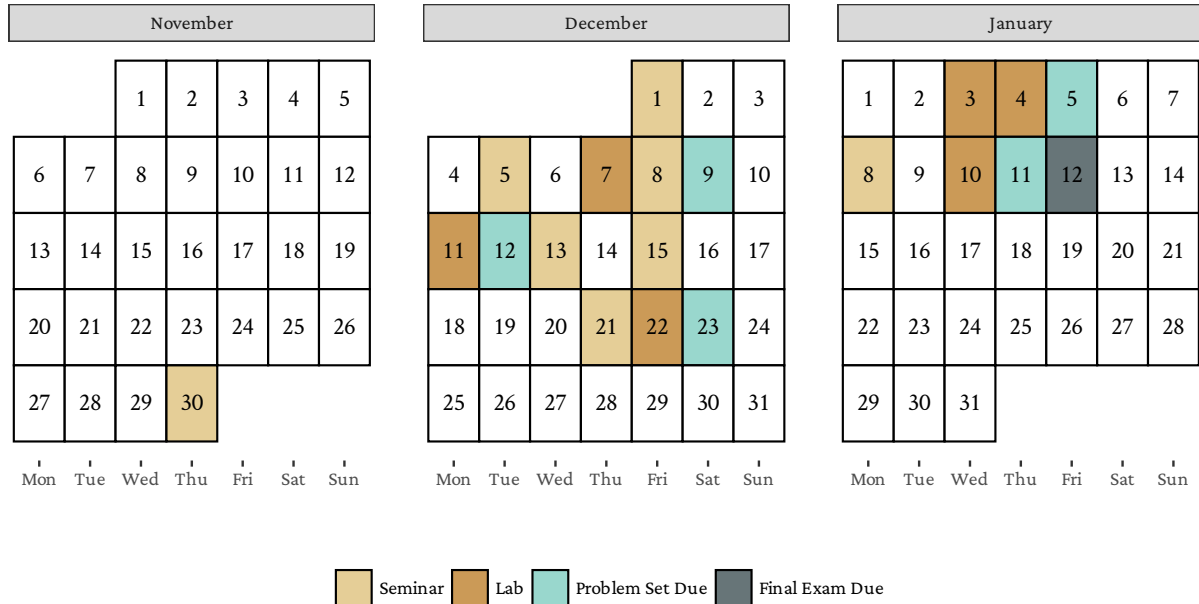 November
1 2 3 4 5
6 7 8 9 10 11 12
13 14 15 16 17 18 19
20 21 22 23 24 25 26
27 28 29 30
Mon Tue Wed Thu Fri Sat Sun
December
1 2 3
4 5 6 7 8 9 10
11 12 13 14 15 16 17
18 19 20 21 22 23 24
25 26 27 28 29 30 31
Mon Tue Wed Thu Fri Sat Sun
January
1 2 3 4 5 6 7
8 9 10 11 12 13 14
15 16 17 18 19 20 21
22 23 24 25 26 27 28
29 30 31
Mon Tue Wed Thu Fri Sat Sun
Seminar Lab Problem Set Due Final Exam Due